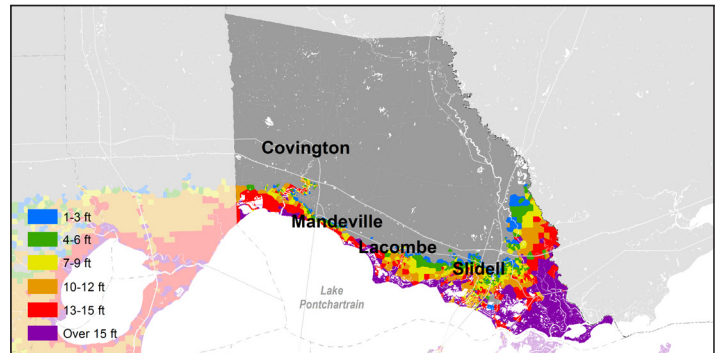 Covington
Mandeville
Lacombe
Slidell
Lake
Pontchartrain
1-3 ft
4-6 ft
7-9 ft
10-12 ft
13-15 ft
Over 15 ft